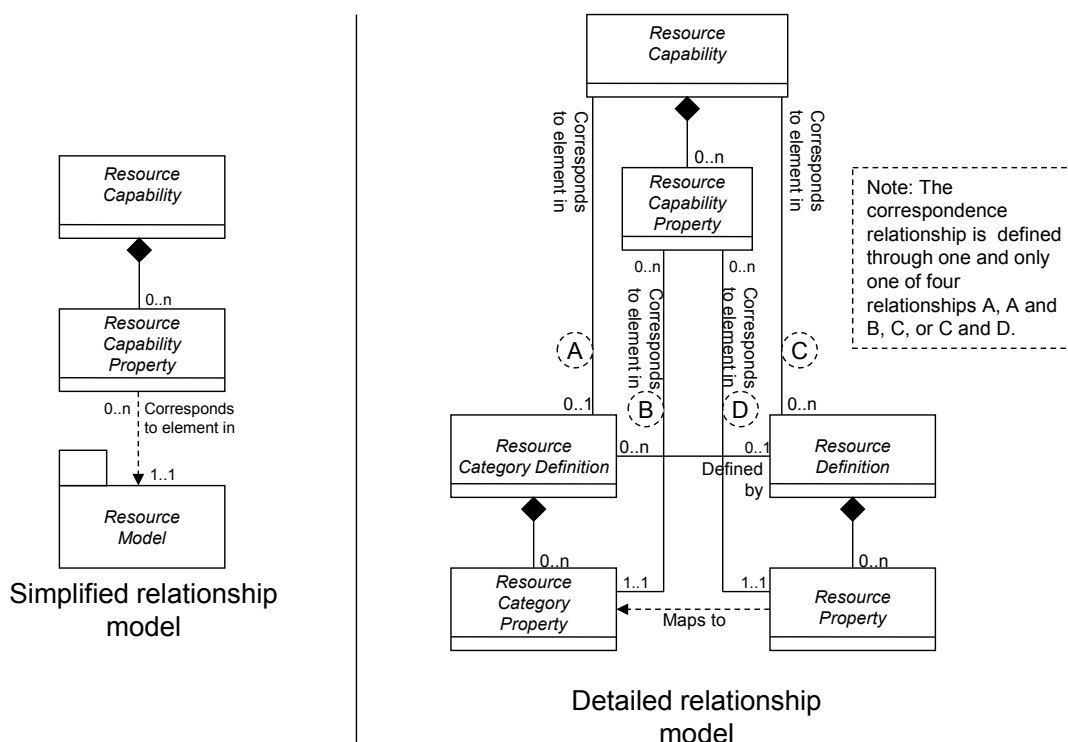 Resource
Capability
0..n
Resource
Capability
Property
0..n
Corresponds
to element in
1..1
Resource
Model
Simplified relationship
model
Resource
Capability
Corresponds
to element in
Corresponds
to element in
0..n
Resource
Capability
Property
0..n
0..n
Corresponds
to element in
Corresponds
to element in
A
C
B
D
0..1
0..n
Resource
Category Definition
0..n
0..1
Defined
by
Resource
Definition
0..n
0..n
Resource
Category
Property
1..1
1..1
Maps to
Resource
Property
Note: The
correspondence
relationship is defined
through one and only
one of four
relationships A, A and
B, C, or C and D.
Detailed relationship
model